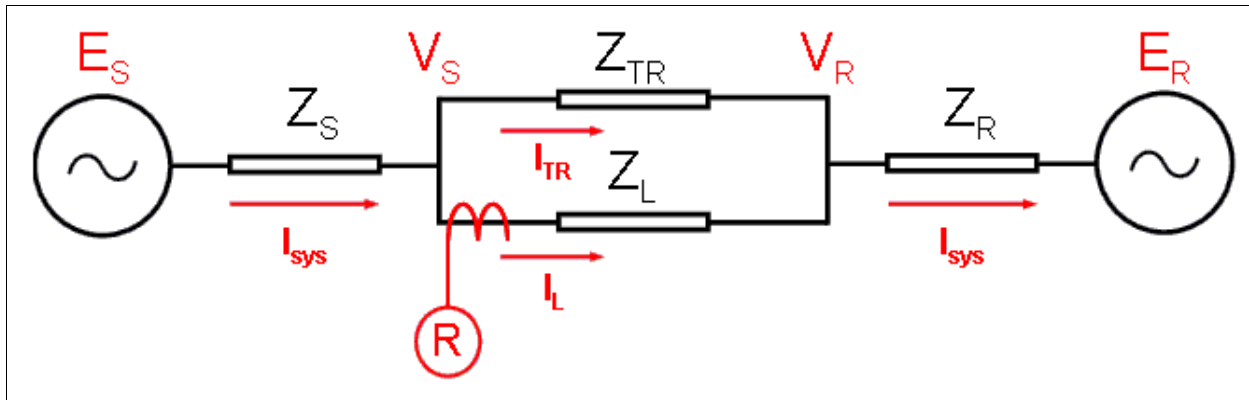 E_S
Z_S
V_S
Z_TR
V_R
Z_R
E_R
I_TR
Z_L
I_sys
I_L
I_sys
R